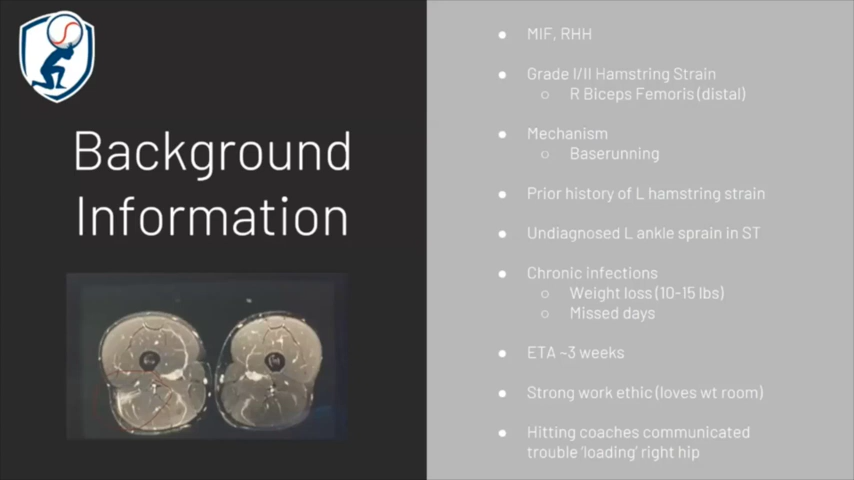 Background
Information
MIF, RHH
Grade I/II Hamstring Strain
R Biceps Femoris (distal)
Mechanism
Baserunning
Prior history of L hamstring strain
Undiagnosed L ankle sprain in ST
Chronic infections
Weight loss (10-15 lbs)
Missed days
ETA ~3 weeks
Strong work ethic (loves wt room)
Hitting coaches communicated
trouble 'loading' right hip